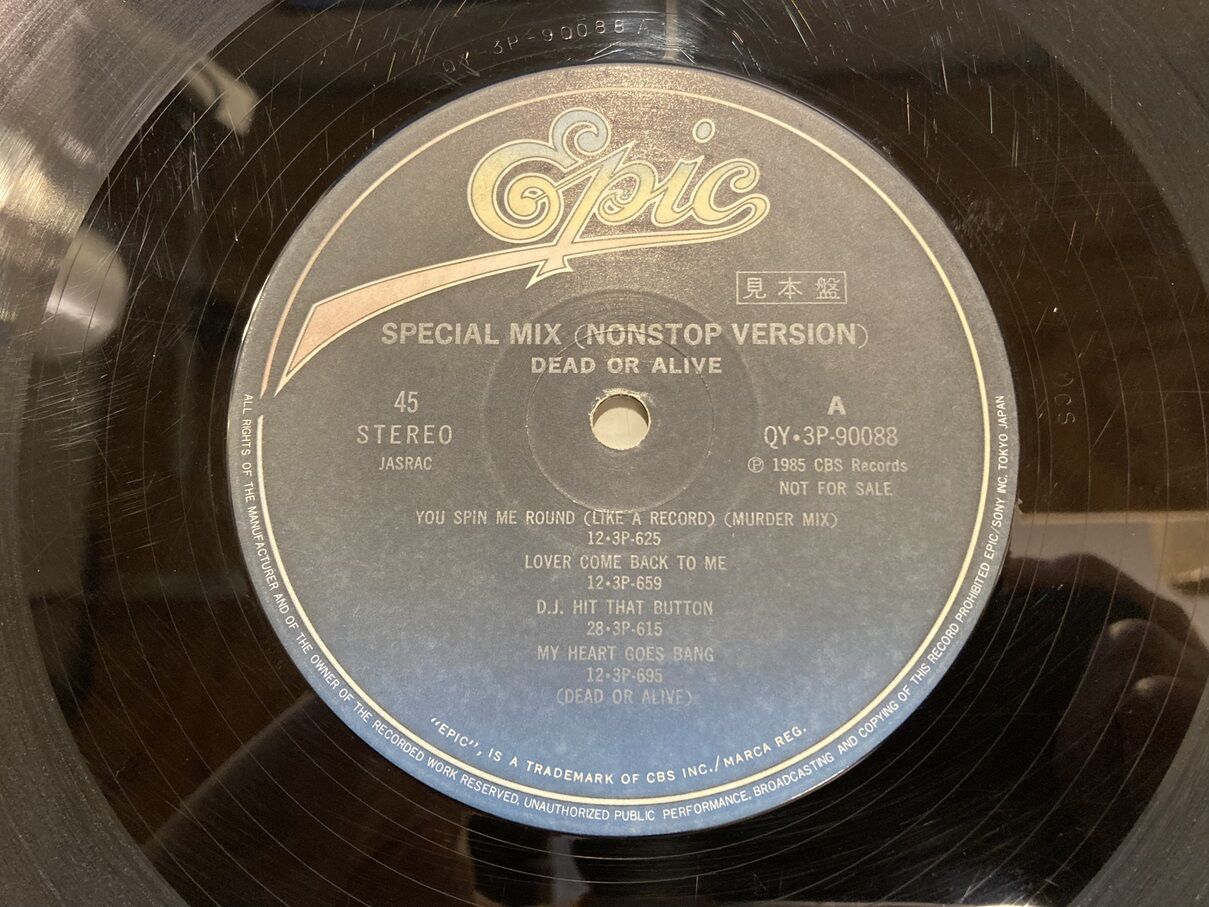 QY-3P-90088 A
Epic
見本盤
SPECIAL MIX (NONSTOP VERSION)
DEAD OR ALIVE
45
STEREO
JASRAC
A
QY・3P-90088
Ⓟ 1985 CBS Records
NOT FOR SALE
YOU SPIN ME ROUND (LIKE A RECORD) (MURDER MIX)
12・3P-625
LOVER COME BACK TO ME
12・3P-659
D.J. HIT THAT BUTTON
28・3P-615
MY HEART GOES BANG
12・3P-695
(DEAD OR ALIVE)
"EPIC", IS A TRADEMARK OF CBS INC./MARCA REG.
ALL RIGHTS OF THE MANUFACTURER AND OF THE OWNER OF THE RECORDED WORK RESERVED. UNAUTHORIZED PUBLIC PERFORMANCE, BROADCASTING AND COPYING OF THIS RECORD PROHIBITED EPIC/SONY INC. TOKYO JAPAN